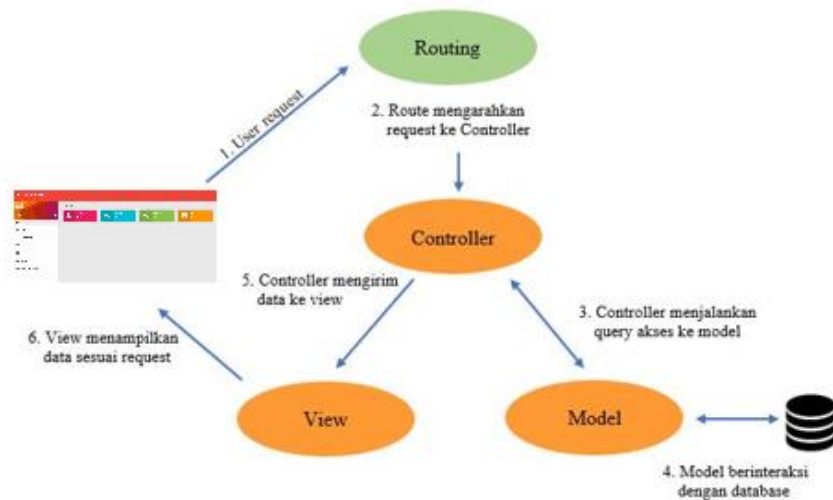 Routing
1. User request
2. Route mengarahkan
request ke Controller
Controller
5. Controller mengirim
data ke view
3. Controller menjalankan
query akses ke model
6. View menampilkan
data sesuai request
View
Model
4. Model berinteraksi
dengan database